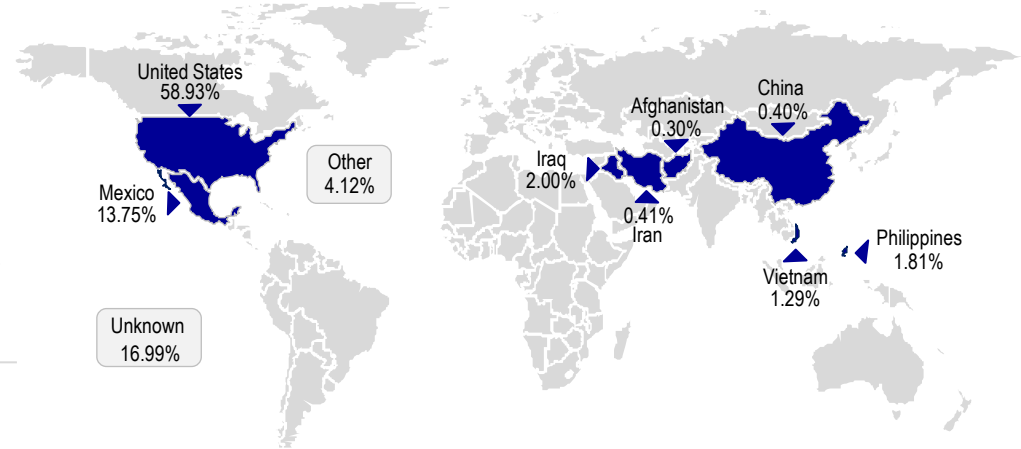 United States
58.93%
China
0.40%
Afghanistan
0.30%
Other
4.12%
Iraq
2.00%
Mexico
13.75%
0.41%
Iran
Philippines
1.81%
Vietnam
1.29%
Unknown
16.99%